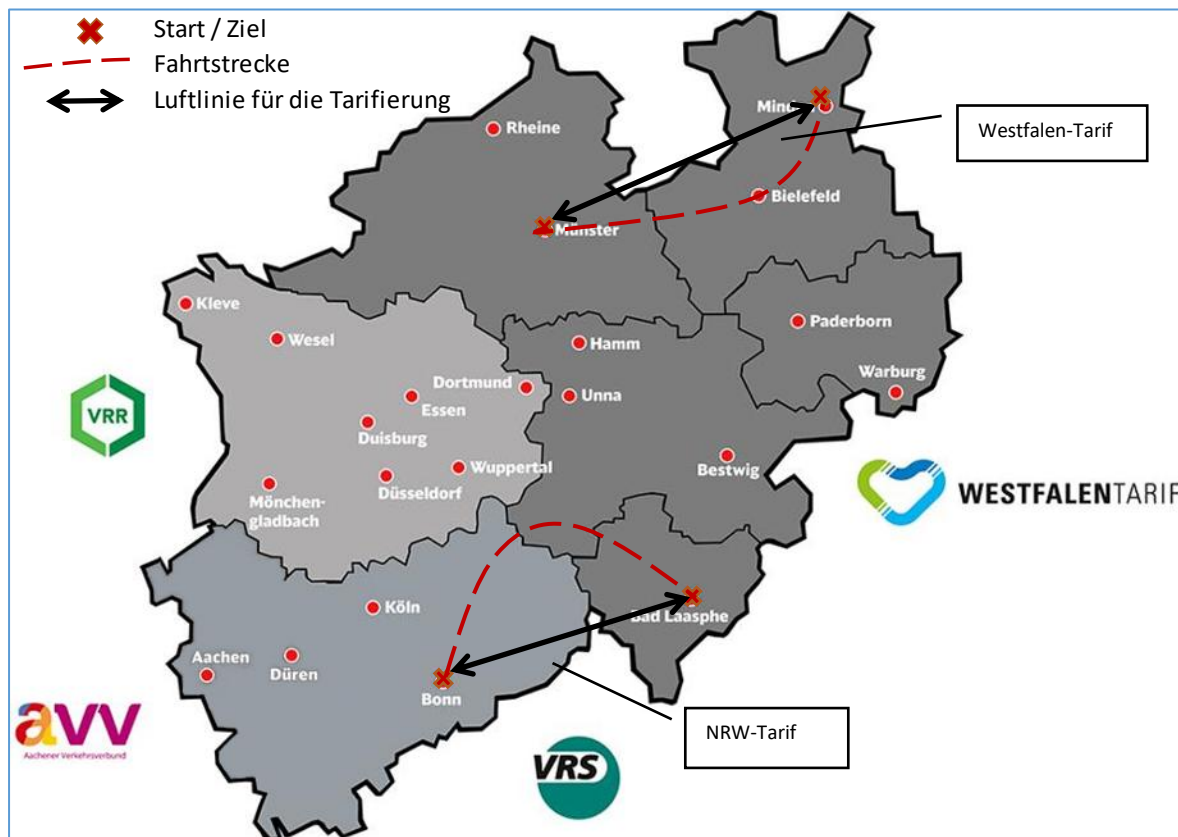 Start / Ziel
Fahrtstrecke
Luftlinie für die Tarifierung
Mind
Westfalen-Tarif
Rheine
Bielefeld
Münster
Kleve
Paderborn
Wesel
Hamm
Warburg
Dortmund
Unna
Essen
VRR
Duisburg
Bestwig
Wuppertal
Düsseldorf
Mönchen-
gladbach
WESTFALENTARIF
Köln
Bad Laasphe
Aachen
Düren
Bonn
avv
Aachener Verkehrsverbund
NRW-Tarif
VRS